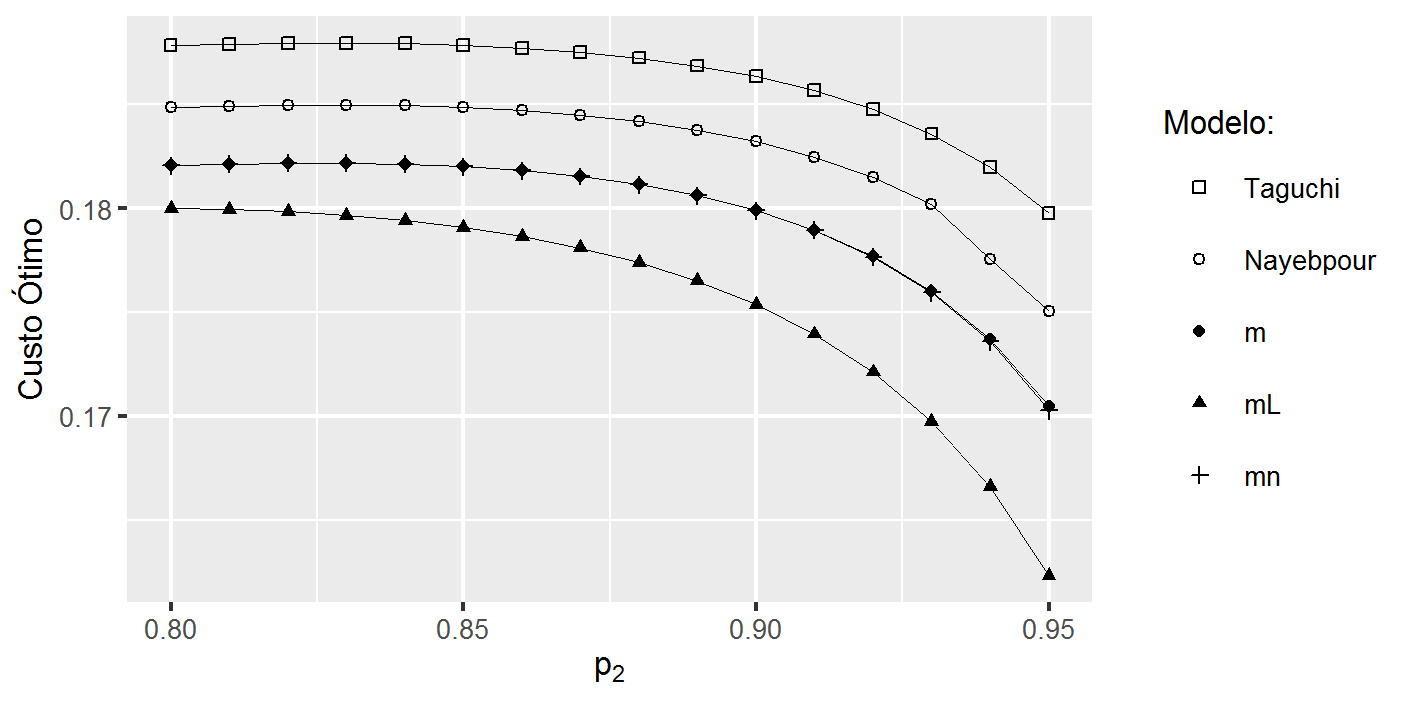 Custo Ótimo
0.18
0.17
0.80 0.85 0.90 0.95
p₂
Modelo:
Taguchi
Nayebpour
m
mL
mn